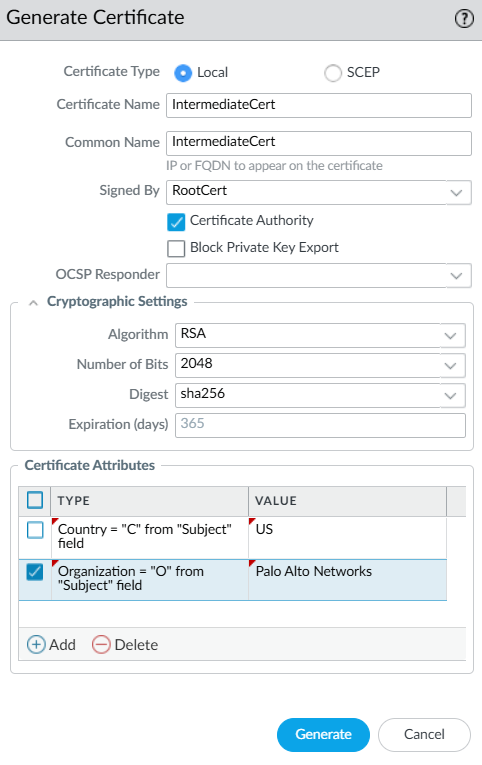 Generate Certificate ?
Certificate Type Local SCEP
Certificate Name IntermediateCert
Common Name IntermediateCert
IP or FQDN to appear on the certificate
Signed By RootCert
Certificate Authority
Block Private Key Export
OCSP Responder
Cryptographic Settings
Algorithm RSA
Number of Bits 2048
Digest sha256
Expiration (days) 365
Certificate Attributes
TYPE VALUE
Country = "C" from "Subject" US
field
Organization = "O" from Palo Alto Networks
"Subject" field
Add Delete
Generate Cancel